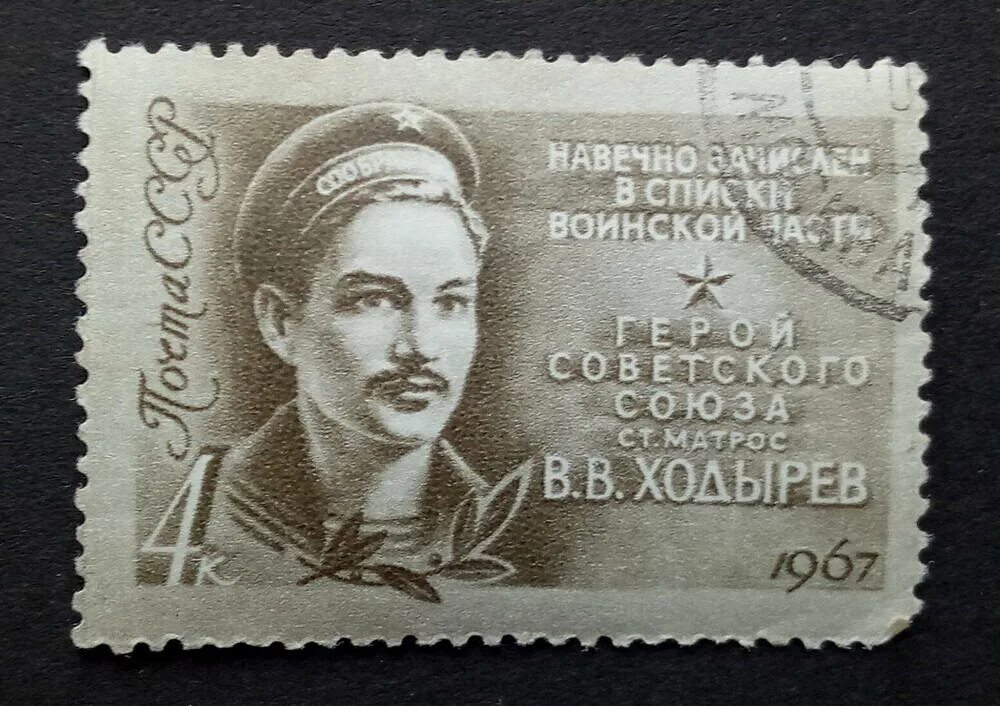 Почта СССР
НАВЕЧНО ЗАЧИСЛЕН
В СПИСКИ
ВОИНСКОЙ ЧАСТИ
ГЕРОЙ
СОВЕТСКОГО
СОЮЗА
СТ. МАТРОС
В.В. ХОДЫРЕВ
4к
1967